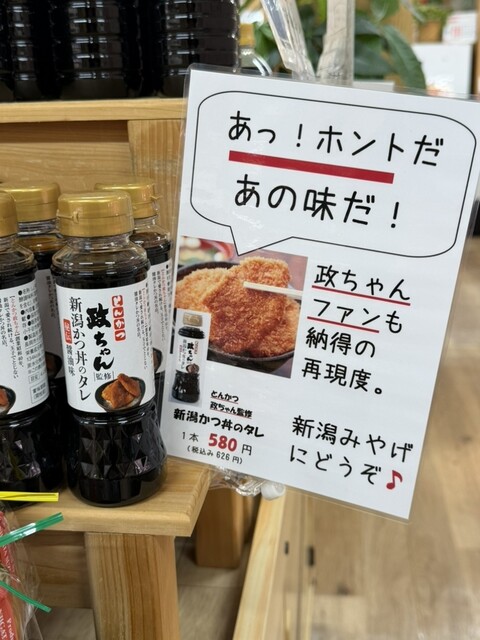 あっ！ホントだ
あの味だ！
政ちゃん
ファンも
納得の
再現度。
とんかつ
政ちゃん監修
新潟かつ丼のタレ
1本 580円
(税込み 626円)
新潟みやげ
にどうぞ♪
とんかつ
政ちゃん
監修
新潟かつ丼のタレ